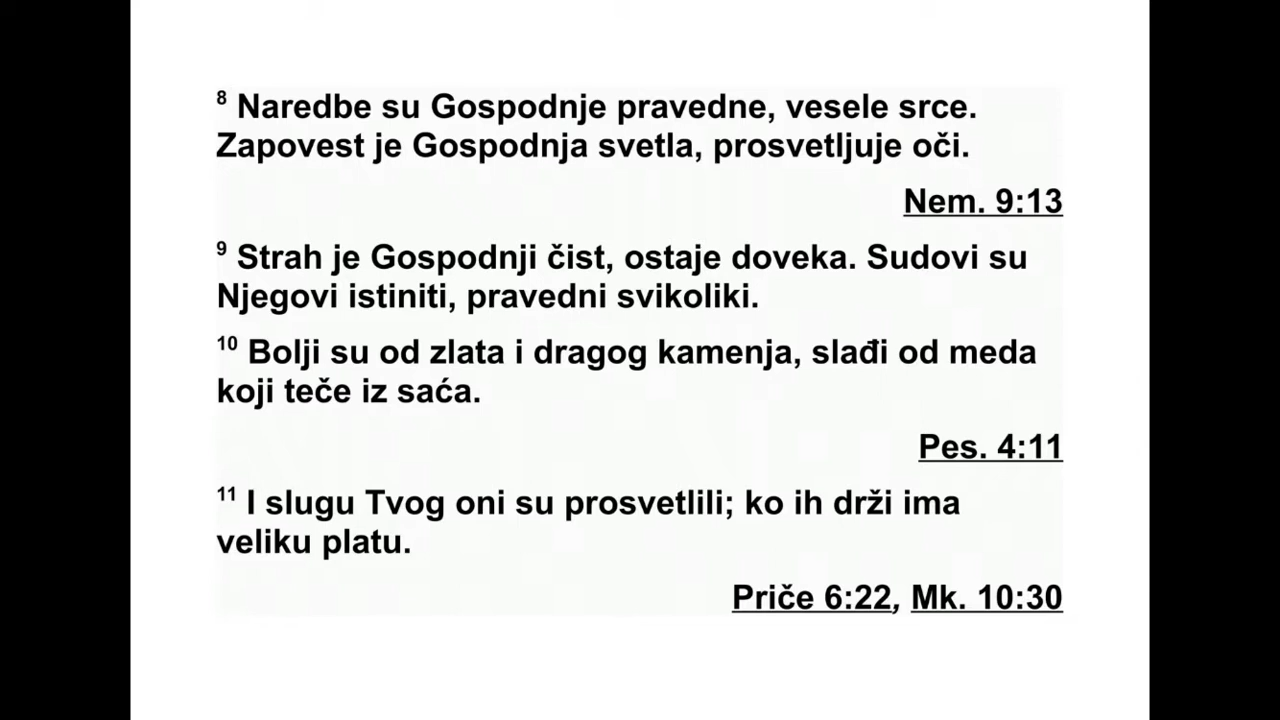 8 Naredbe su Gospodnje pravedne, vesele srce.
Zapovest je Gospodnja svetla, prosvetljuje oči.
Nem. 9:13
9 Strah je Gospodnji čist, ostaje doveka. Sudovi su
Njegovi istiniti, pravedni svikoliki.
10 Bolji su od zlata i dragog kamenja, slađi od meda
koji teče iz saća.
Pes. 4:11
11 I slugu Tvog oni su prosvetlili; ko ih drži ima
veliku platu.
Priče 6:22, Mk. 10:30